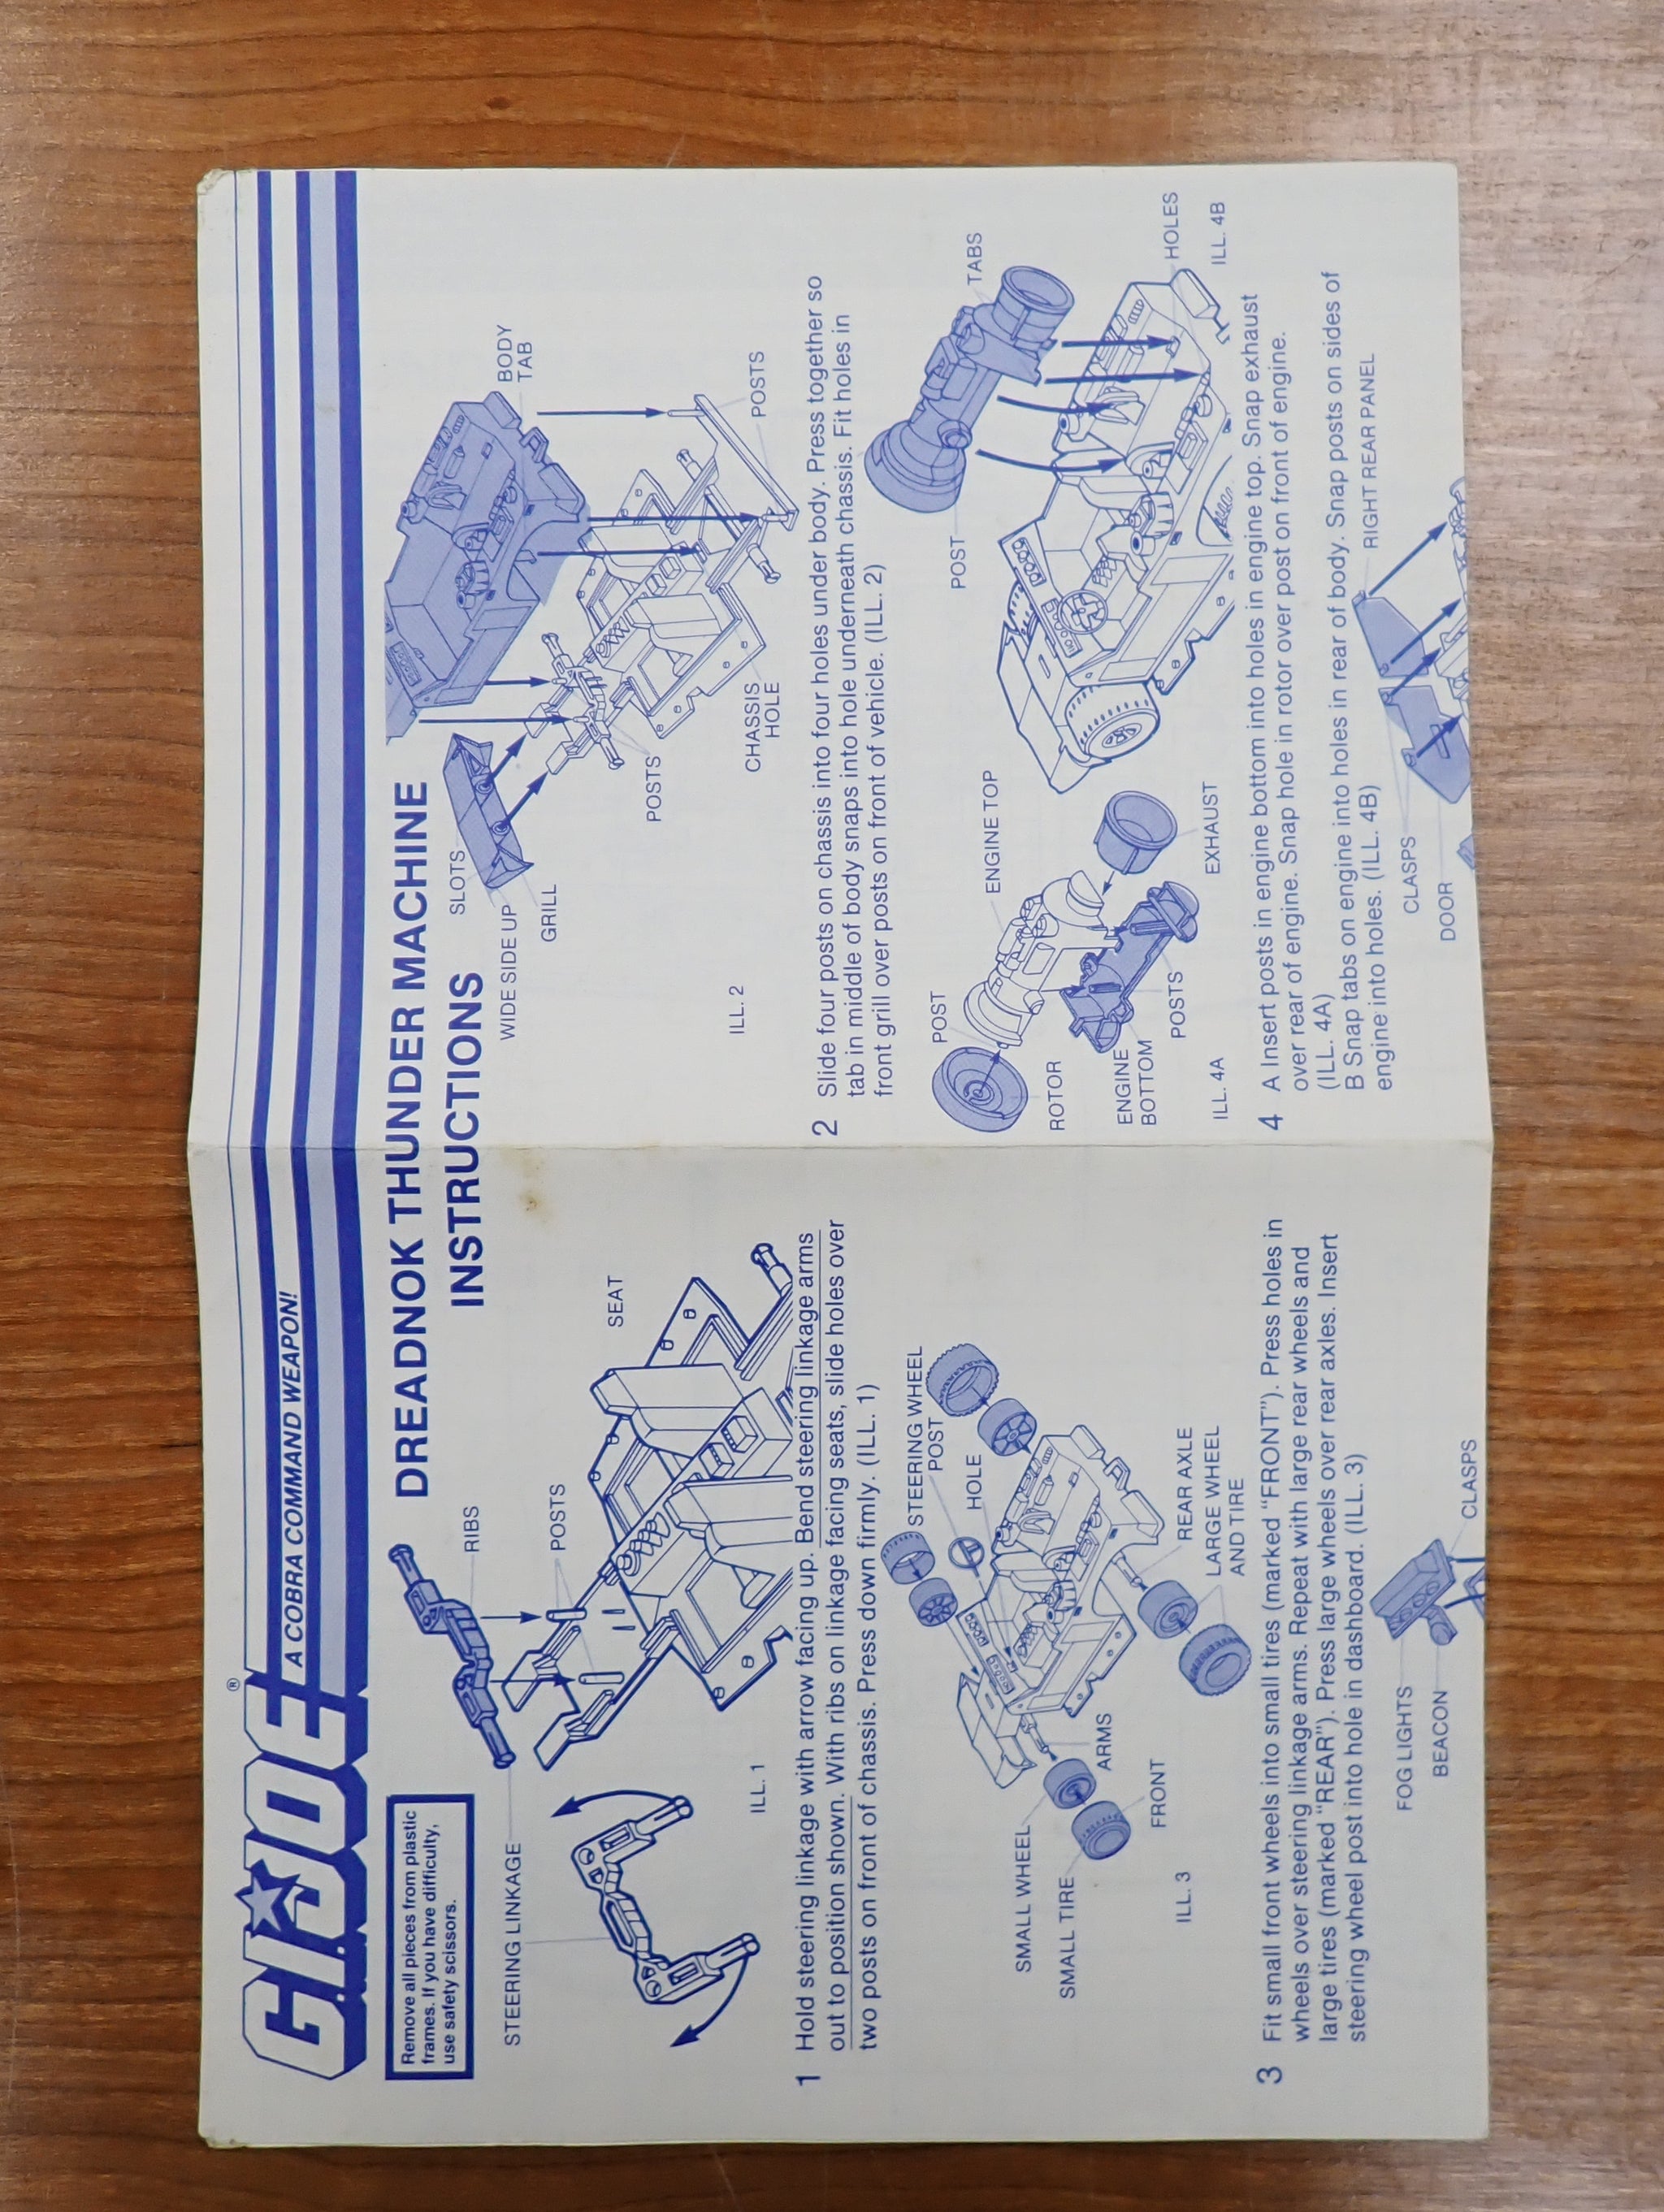 G.I.JOE®
A COBRA COMMAND WEAPON!
DREADNOK THUNDER MACHINE
INSTRUCTIONS
Remove all pieces from plastic
frames. If you have difficulty,
use safety scissors.
STEERING LINKAGE
RIBS
POSTS
SEAT
ILL. 1
1 Hold steering linkage with arrow facing up. Bend steering linkage arms
out to position shown. With ribs on linkage facing seats, slide holes over
two posts on front of chassis. Press down firmly. (ILL. 1)
SLOTS
WIDE SIDE UP
GRILL
BODY
TAB
POSTS
POSTS
CHASSIS
HOLE
ILL. 2
2 Slide four posts on chassis into four holes under body. Press together so
tab in middle of body snaps into hole underneath chassis. Fit holes in
front grill over posts on front of vehicle. (ILL. 2)
STEERING WHEEL
POST
HOLE
SMALL WHEEL
SMALL TIRE
ARMS
FRONT
REAR AXLE
LARGE WHEEL
AND TIRE
ILL. 3
3 Fit small front wheels into small tires (marked “FRONT”). Press holes in
wheels over steering linkage arms. Repeat with large rear wheels and
large tires (marked “REAR”). Press large wheels over rear axles. Insert
steering wheel post into hole in dashboard. (ILL. 3)
POST
ROTOR
ENGINE TOP
ENGINE
BOTTOM
POSTS
EXHAUST
ILL. 4A
POST
TABS
HOLES
ILL. 4B
4 A Insert posts in engine bottom into holes in engine top. Snap exhaust
over rear of engine. Snap hole in rotor over post on front of engine.
(ILL. 4A)
B Snap tabs on engine into holes in rear of body. Snap posts on sides of
engine into holes. (ILL. 4B)
FOG LIGHTS
BEACON
CLASPS
RIGHT REAR PANEL
CLASPS
DOOR